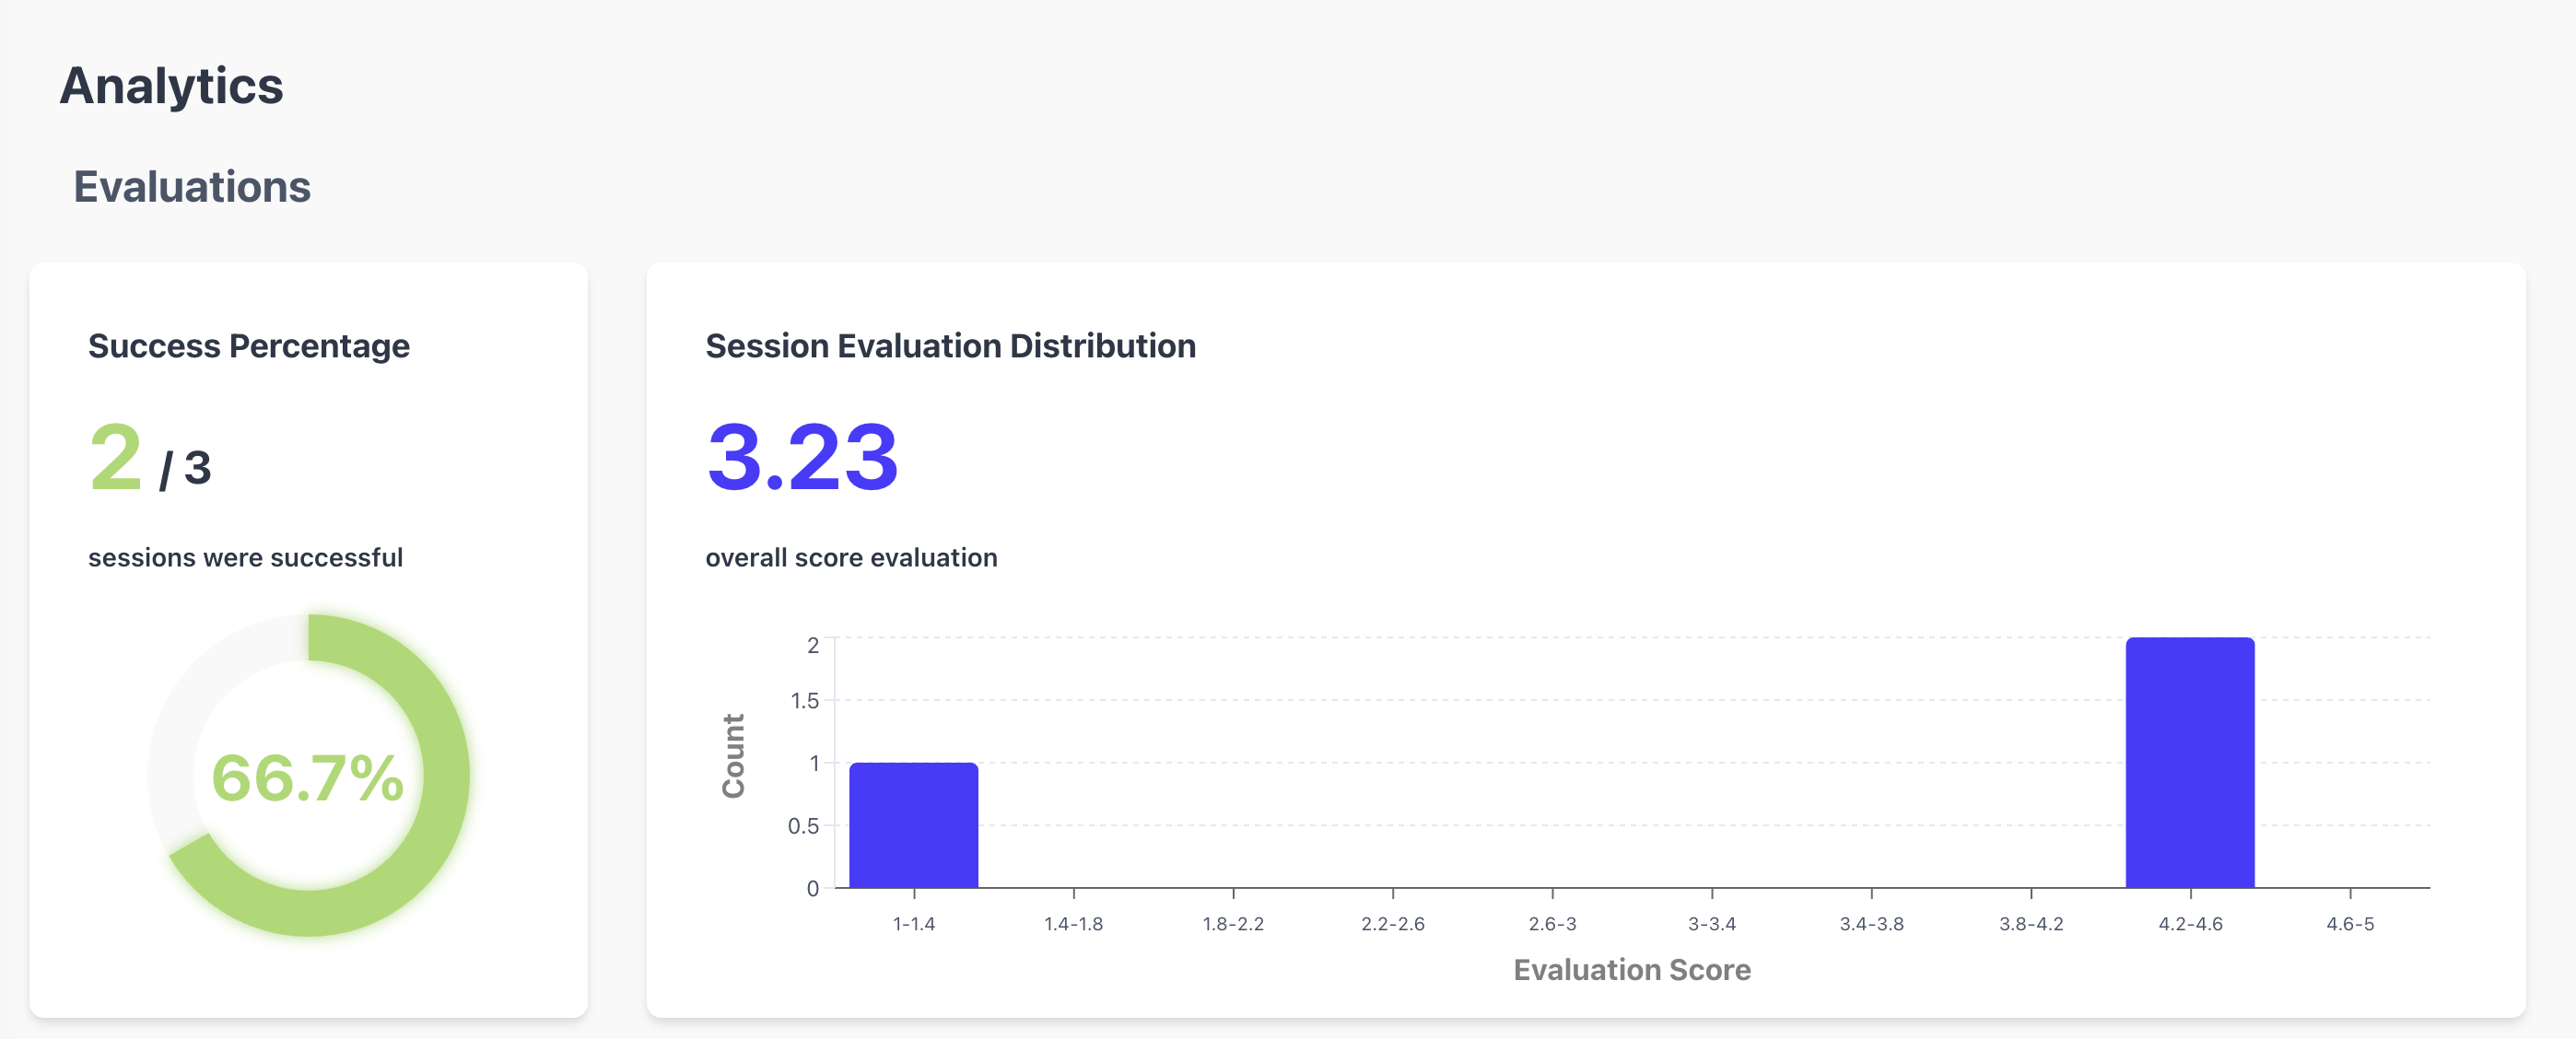 Analytics
Evaluations
Success Percentage
2 / 3
sessions were successful
66.7%
Session Evaluation Distribution
3.23
overall score evaluation
2
1.5
1
0.5
0
Count
1-1.4 1.4-1.8 1.8-2.2 2.2-2.6 2.6-3 3-3.4 3.4-3.8 3.8-4.2 4.2-4.6 4.6-5
Evaluation Score